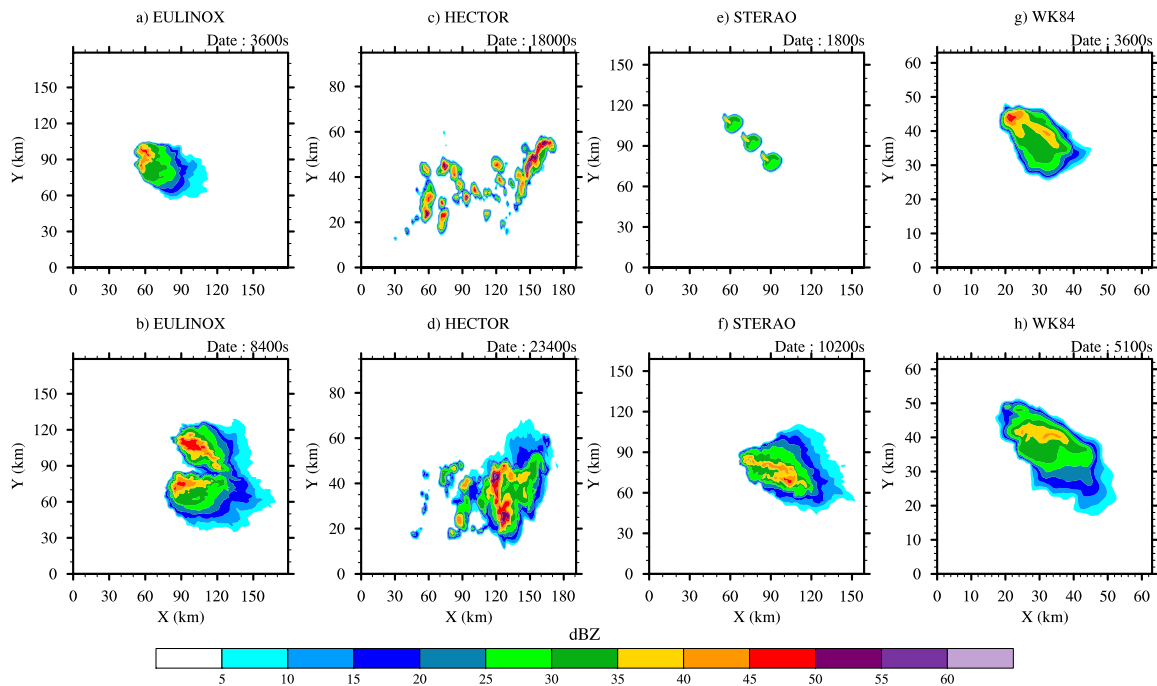 a) EULINOX c) HECTOR e) STERAO g) WK84
Date : 3600s Date : 18000s Date : 1800s Date : 3600s
150 80 150 60
120 120 50
Y (km) 90 Y (km) 60 Y (km) 90 Y (km) 40
60 40 60 30
30 20 30 20
10
0 0 0 0
0 30 60 90 120 150 0 30 60 90 120 150 180 0 30 60 90 120 150 0 10 20 30 40 50 60
b) EULINOX d) HECTOR f) STERAO h) WK84
Date : 8400s Date : 23400s Date : 10200s Date : 5100s
150 80 150 60
120 120 50
Y (km) 90 Y (km) 60 Y (km) 90 Y (km) 40
60 40 60 30
30 20 30 20
10
0 0 0 0
0 30 60 90 120 150 0 30 60 90 120 150 180 0 30 60 90 120 150 0 10 20 30 40 50 60
X (km) X (km) X (km) X (km)
dBZ
5 10 15 20 25 30 35 40 45 50 55 60